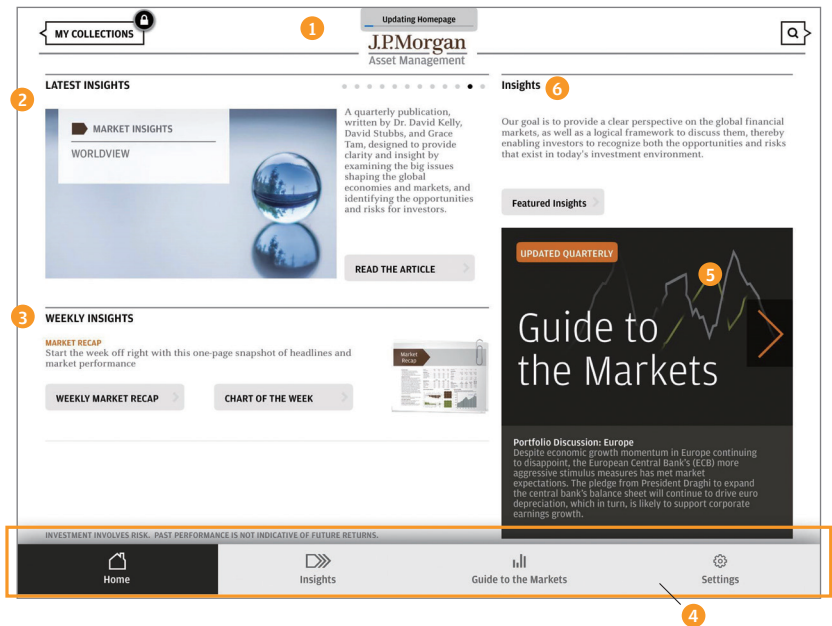 MY COLLECTIONS
1
Updating Homepage
J.P.Morgan
Asset Management
LATEST INSIGHTS
2
MARKET INSIGHTS
WORLDVIEW
A quarterly publication,
written by Dr. David Kelly,
David Stubbs, and Grace
Tam, designed to provide
clarity and insight by
examining the big issues
shaping the global
economies and markets, and
identifying the opportunities
and risks for investors.
READ THE ARTICLE
3
WEEKLY INSIGHTS
MARKET RECAP
Start the week off right with this one-page snapshot of headlines and
market performance
WEEKLY MARKET RECAP
CHART OF THE WEEK
Market
Recap
Insights
6
Our goal is to provide a clear perspective on the global financial
markets, as well as a logical framework to discuss them, thereby
enabling investors to recognize both the opportunities and risks
that exist in today's investment environment.
Featured Insights
UPDATED QUARTERLY
5
Guide to
the Markets
Portfolio Discussion: Europe
Despite economic growth momentum in Europe continuing
to disappoint, the European Central Bank's (ECB) more
aggressive stimulus measures has met market
expectations. The pledge from President Draghi to expand
the central bank's balance sheet will continue to drive euro
depreciation, which in turn, is likely to support corporate
earnings growth.
INVESTMENT INVOLVES RISK. PAST PERFORMANCE IS NOT INDICATIVE OF FUTURE RETURNS.
Home
Insights
Guide to the Markets
Settings
4